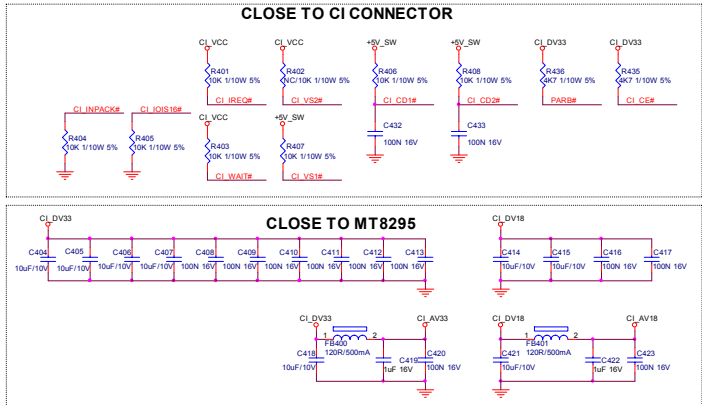 CLOSE TO CI CONNECTOR
CI_VCC
R401
10K 1/10W 5%
CI_IREQ#
CI_VCC
R402
NC/10K 1/10W 5%
CI_VS2#
+5V_SW
R406
10K 1/10W 5%
CI_CD1#
C432
100N 16V
+5V_SW
R408
10K 1/10W 5%
CI_CD2#
C433
100N 16V
CI_DV33
R436
4K7 1/10W 5%
PARB#
CI_DV33
R435
4K7 1/10W 5%
CI_CE#
CI_INPACK#
R404
10K 1/10W 5%
CI_IOIS16#
R405
10K 1/10W 5%
CI_VCC
R403
10K 1/10W 5%
CI_WAIT#
+5V_SW
R407
10K 1/10W 5%
CI_VS1#
CLOSE TO MT8295
CI_DV33
C404
10uF/10V
C405
10uF/10V
C406
10uF/10V
C407
10uF/10V
C408
100N 16V
C409
100N 16V
C410
100N 16V
C411
100N 16V
C412
100N 16V
C413
100N 16V
CI_DV18
C414
10uF/10V
C415
10uF/10V
C416
100N 16V
C417
100N 16V
CI_DV33
C418
10uF/10V
1
2
FB400
120R/500mA
C419
1uF 16V
CI_AV33
C420
100N 16V
CI_DV18
C421
10uF/10V
1
2
FB401
120R/500mA
C422
1uF 16V
CI_AV18
C423
100N 16V